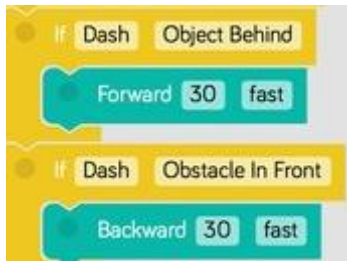 If Dash Object Behind
Forward 30 fast
If Dash Obstacle In Front
Backward 30 fast